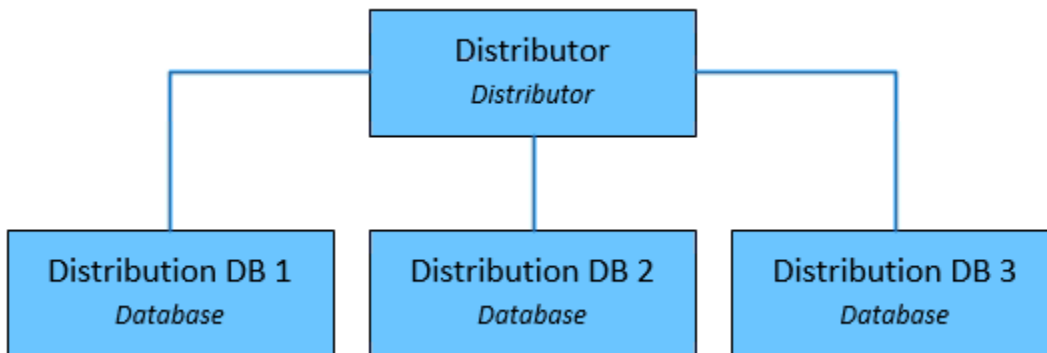 Distributor
Distributor
Distribution DB 1
Database
Distribution DB 2
Database
Distribution DB 3
Database